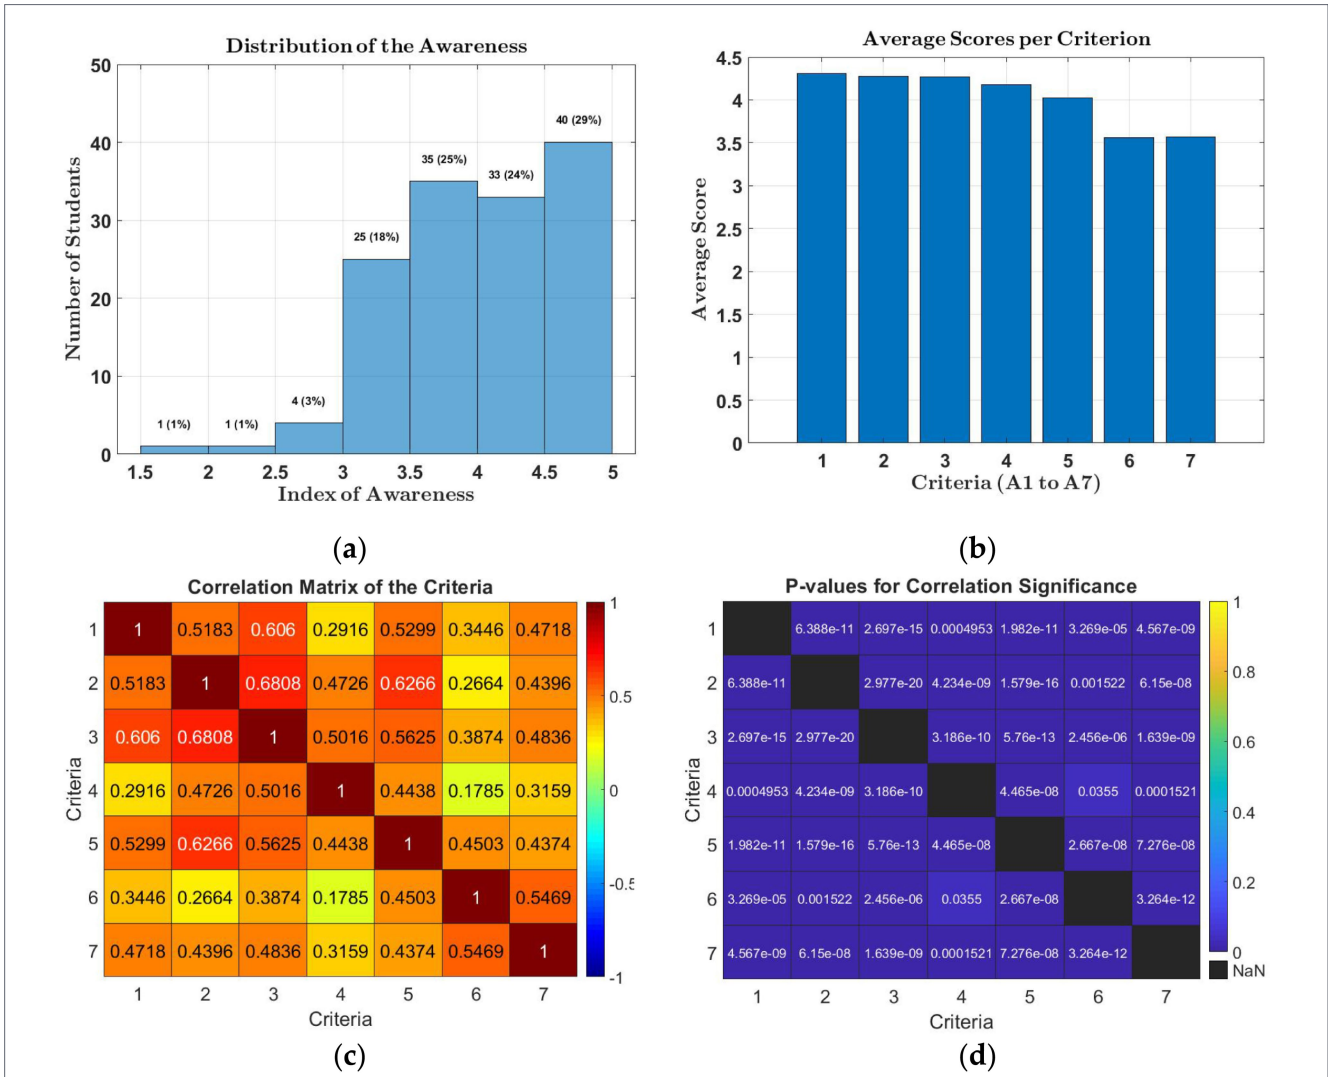 Distribution of the Awareness
50
40
30
20
10
0
Number of Students
1 (1%)
1 (1%)
4 (3%)
25 (18%)
35 (25%)
33 (24%)
40 (29%)
1.5 2 2.5 3 3.5 4 4.5 5
Index of Awareness
(a)
Average Scores per Criterion
4.5
4
3.5
3
2.5
2
1.5
1
0.5
0
Average Score
1 2 3 4 5 6 7
Criteria (A1 to A7)
(b)
Correlation Matrix of the Criteria
Criteria
1 1 0.5183 0.606 0.2916 0.5299 0.3446 0.4718
2 0.5183 1 0.6808 0.4726 0.6266 0.2664 0.4396
3 0.606 0.6808 1 0.5016 0.5625 0.3874 0.4836
4 0.2916 0.4726 0.5016 1 0.4438 0.1785 0.3159
5 0.5299 0.6266 0.5625 0.4438 1 0.4503 0.4374
6 0.3446 0.2664 0.3874 0.1785 0.4503 1 0.5469
7 0.4718 0.4396 0.4836 0.3159 0.4374 0.5469 1
1 2 3 4 5 6 7
Criteria
1
0.5
0
-0.5
-1
(c)
P-values for Correlation Significance
Criteria
1 6.388e-11 2.697e-15 0.0004953 1.982e-11 3.269e-05 4.567e-09
2 6.388e-11 2.977e-20 4.234e-09 1.579e-16 0.001522 6.15e-08
3 2.697e-15 2.977e-20 3.186e-10 5.76e-13 2.456e-06 1.639e-09
4 0.0004953 4.234e-09 3.186e-10 4.465e-08 0.0355 0.0001521
5 1.982e-11 1.579e-16 5.76e-13 4.465e-08 2.667e-08 7.276e-08
6 3.269e-05 0.001522 2.456e-06 0.0355 2.667e-08 3.264e-12
7 4.567e-09 6.15e-08 1.639e-09 0.0001521 7.276e-08 3.264e-12
1 2 3 4 5 6 7
Criteria
1
0.8
0.6
0.4
0.2
0
NaN
(d)